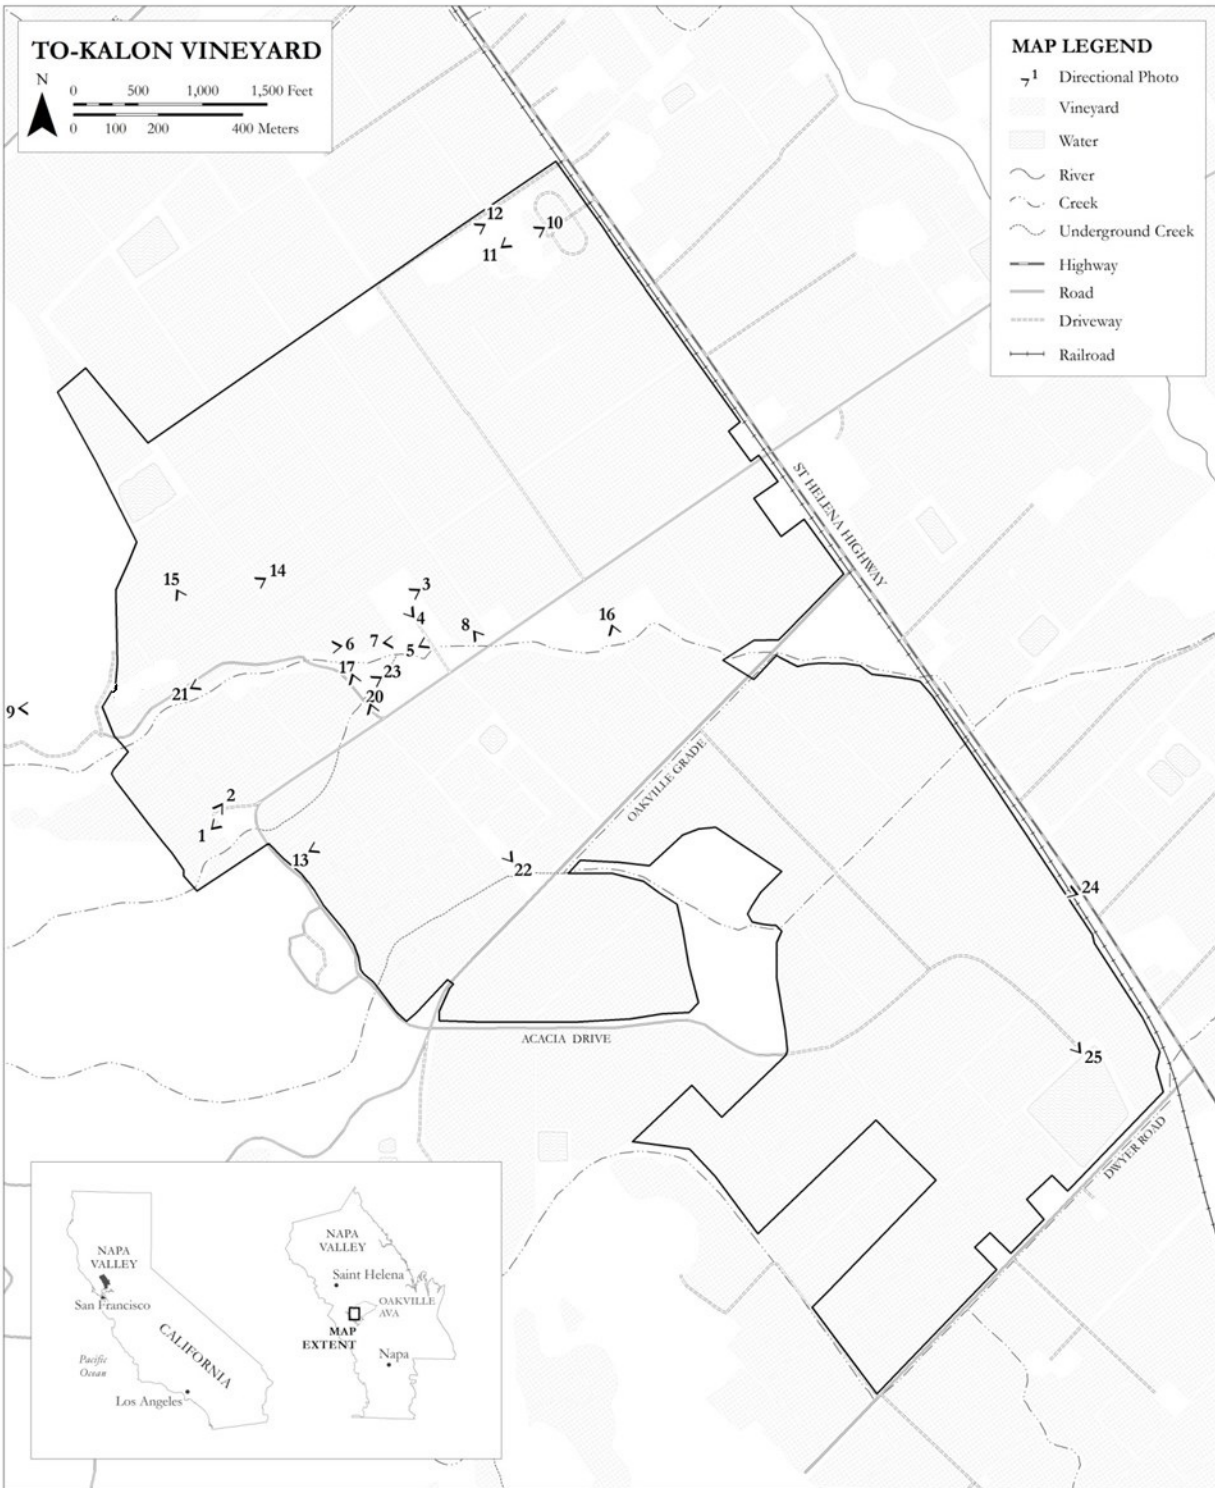 TO-KALON VINEYARD
N
0 500 1,000 1,500 Feet
0 100 200 400 Meters
MAP LEGEND
1 Directional Photo
Vineyard
Water
River
Creek
Underground Creek
Highway
Road
Driveway
Railroad
12
10
11
ST HELENA HIGHWAY
15
14
3
4
8
16
6
7
5
17
23
21
20
9
OAKVILLE GRADE
2
1
13
22
24
ACACIA DRIVE
25
DWYER ROAD
NAPA
VALLEY
San Francisco
CALIFORNIA
Pacific
Ocean
Los Angeles
NAPA
VALLEY
Saint Helena
OAKVILLE
AVA
MAP
EXTENT
Napa